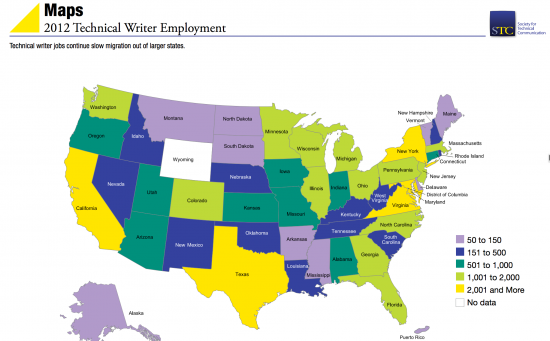 Maps
2012 Technical Writer Employment
STC
Society for
Technical
Communication
Technical writer jobs continue slow migration out of larger states.
Washington
Oregon
Idaho
Montana
North Dakota
South Dakota
Wyoming
Nebraska
Nevada
Utah
Colorado
Kansas
California
Arizona
New Mexico
Oklahoma
Texas
Minnesota
Wisconsin
Michigan
Iowa
Illinois
Indiana
Ohio
Missouri
Kentucky
West
Virginia
Virginia
Tennessee
North Carolina
South
Carolina
Arkansas
Louisiana
Mississippi
Alabama
Georgia
Florida
Pennsylvania
New York
New Hampshire
Vermont
Maine
Massachusetts
Rhode Island
Connecticut
New Jersey
Delaware
District of Columbia
Maryland
Alaska
Puerto Rico
50 to 150
151 to 500
501 to 1,000
1,001 to 2,000
2,001 and More
No data